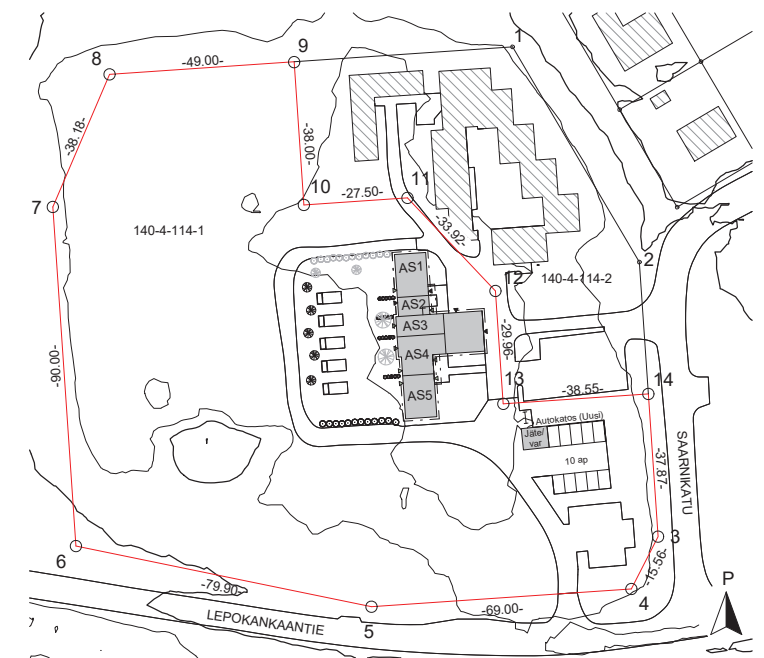 1
9
8
-49.00-
-38.18-
-38.00-
11
10
-27.50-
7
140-4-114-1
-33.92-
2
AS1
12
140-4-114-2
AS2
AS3
-29.96-
AS4
-90.00-
13
-38.55-
14
AS5
Autokatos (Uusi)
Jäte/
var
10 ap
SAARNIKATU
-37.87-
3
6
-15.56-
-79.90-
4
P
5
-69.00-
LEPOKANKAANTIE